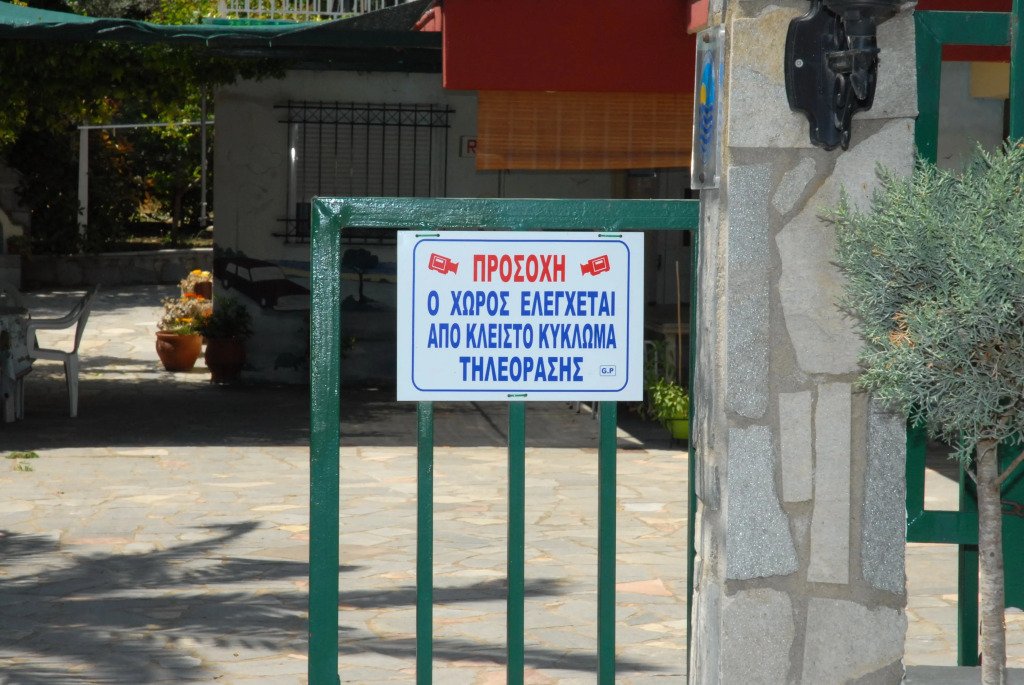 R
ΠΡΟΣΟΧΗ
Ο ΧΩΡΟΣ ΕΛΕΓΧΕΤΑΙ
ΑΠΟ ΚΛΕΙΣΤΟ ΚΥΚΛΩΜΑ
ΤΗΛΕΟΡΑΣΗΣ
G.P